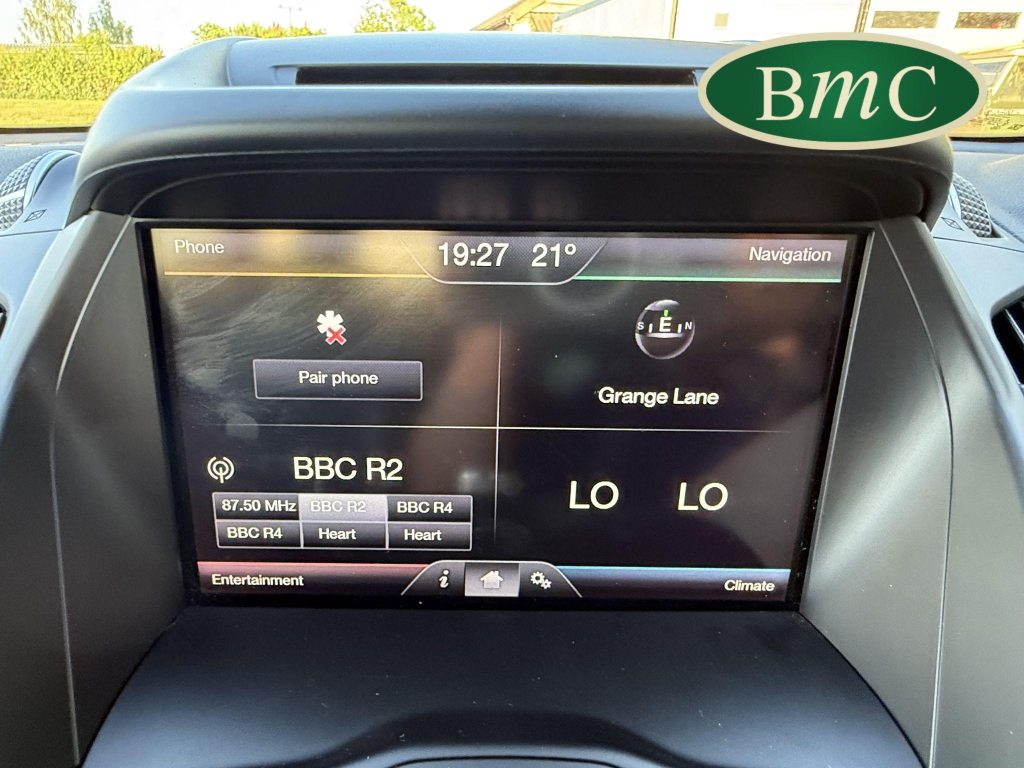 BmC
Phone
19:27 21°
Navigation
Pair phone
S E N
Grange Lane
BBC R2
87.50 MHz BBC R2 BBC R4
BBC R4 Heart Heart
LO LO
Entertainment
i
Climate